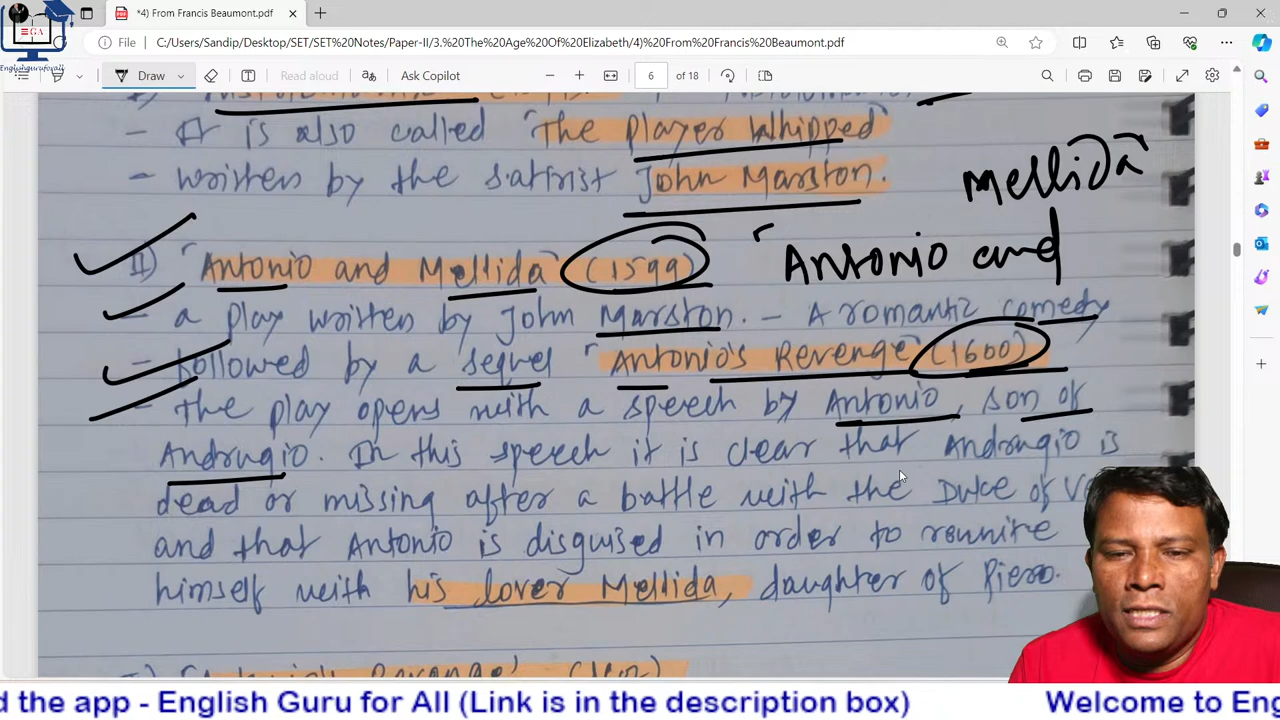 *4) From Francis Beaumont.pdf
File C:/Users/Sandip/Desktop/SET/SET%20Notes/Paper-II/3.%20The%20Age%20Of%20Elizabeth/4)%20From%20Francis%20Beaumont.pdf
EGA
Englishguruforall
Draw Read aloud Ask Copilot 6 of 18
- It is also called "The Player Whipped"
- written by the satirist John Marston.
Mellida"
II) "Antonio and Mellida" (1599) "Antonio and
- a play written by John Marston. - A romantic comedy
- followed by a sequel "Antonio's Revenge" (1600)
- The play opens with a speech by Antonio, son of
Andrugio. In this speech it is clear that Andrugio is
dead or missing after a battle with the Duke of
and that Antonio is disguised in order to reunite
himself with his lover Mellida, daughter of Piero.
d the app - English Guru for All (Link is in the description box) Welcome to Eng